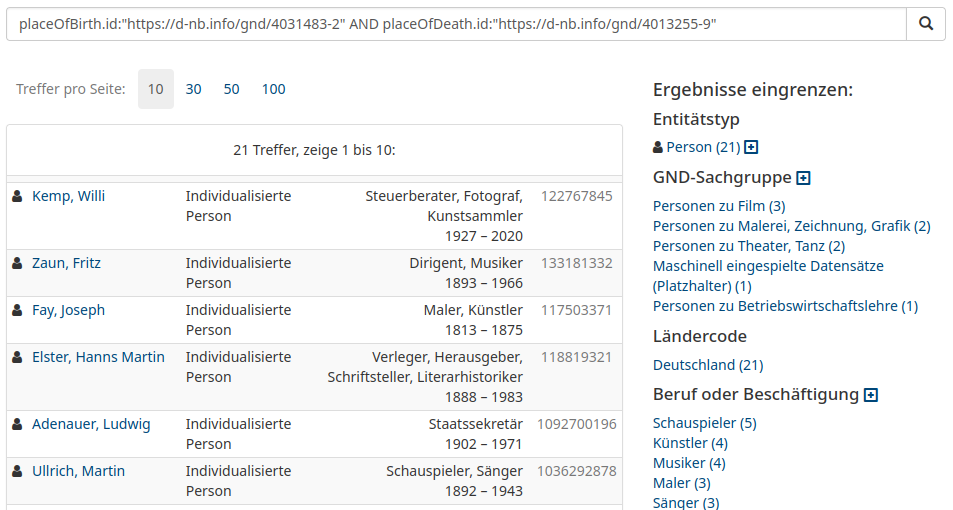 placeOfBirth.id:"https://d-nb.info/gnd/4031483-2" AND placeOfDeath.id:"https://d-nb.info/gnd/4013255-9"
Treffer pro Seite: 10 30 50 100
21 Treffer, zeige 1 bis 10:
Kemp, Willi Individualisierte Person Steuerberater, Fotograf, Kunstsammler 1927 – 2020 122767845
Zaun, Fritz Individualisierte Person Dirigent, Musiker 1893 – 1966 133181332
Fay, Joseph Individualisierte Person Maler, Künstler 1813 – 1875 117503371
Elster, Hanns Martin Individualisierte Person Verleger, Herausgeber, Schriftsteller, Literarhistoriker 1888 – 1983 118819321
Adenauer, Ludwig Individualisierte Person Staatssekretär 1902 – 1971 1092700196
Ullrich, Martin Individualisierte Person Schauspieler, Sänger 1892 – 1943 1036292878
Ergebnisse eingrenzen:
Entitätstyp
Person (21)
GND-Sachgruppe
Personen zu Film (3)
Personen zu Malerei, Zeichnung, Grafik (2)
Personen zu Theater, Tanz (2)
Maschinell eingespielte Datensätze
(Platzhalter) (1)
Personen zu Betriebswirtschaftslehre (1)
Ländercode
Deutschland (21)
Beruf oder Beschäftigung
Schauspieler (5)
Künstler (4)
Musiker (4)
Maler (3)
Sänger (3)